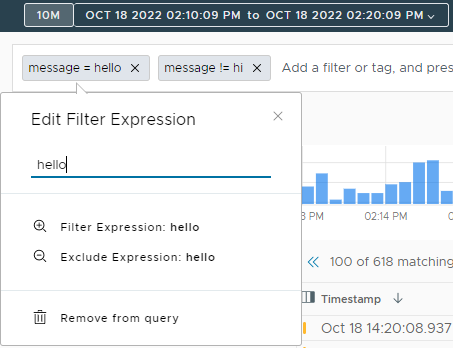 10M OCT 18 2022 02:10:09 PM to OCT 18 2022 02:20:09 PM
message = hello message != hi Add a filter or tag, and pres
Edit Filter Expression
hello
Filter Expression: hello
Exclude Expression: hello
Remove from query
3 PM 02:14 PM 02
100 of 618 matching
Timestamp
Oct 18 14:20:08.937